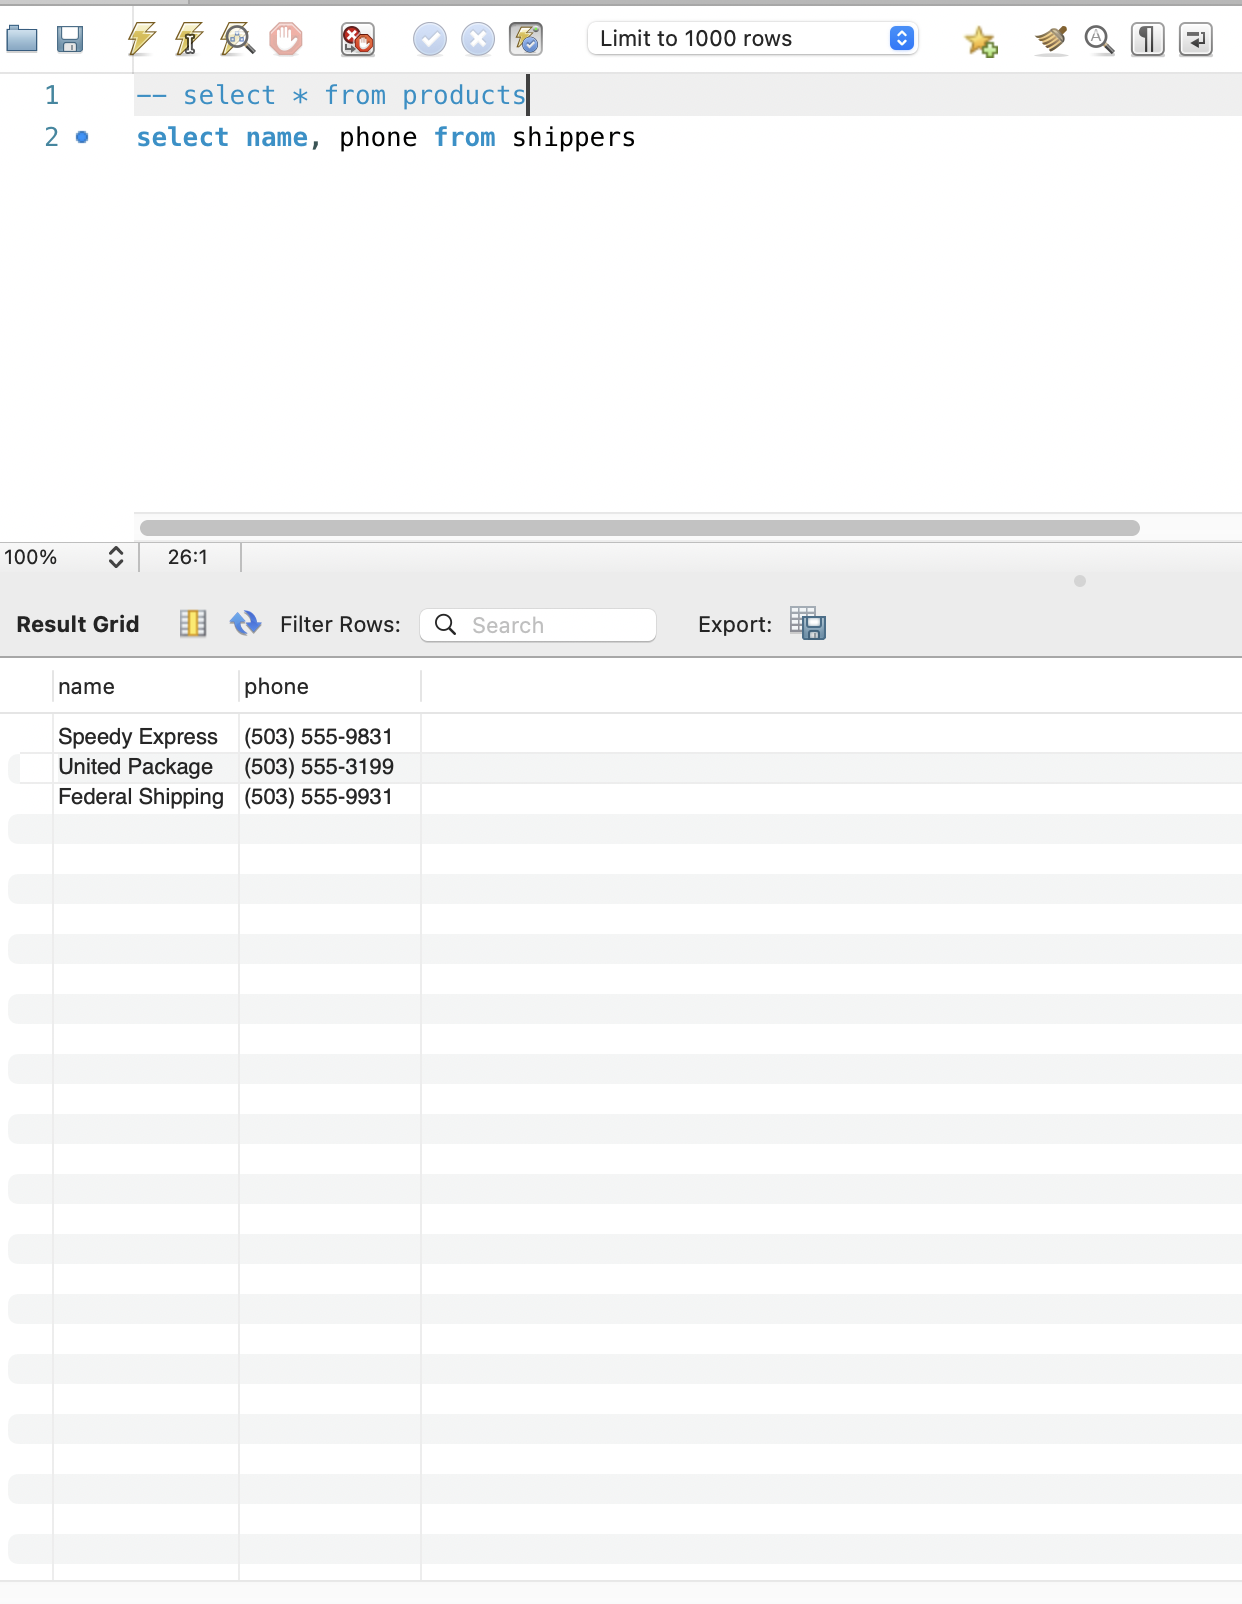 Limit to 1000 rows
1 -- select * from products
2 select name, phone from shippers
100% 26:1
Result Grid Filter Rows: Search Export:
name phone
Speedy Express (503) 555-9831
United Package (503) 555-3199
Federal Shipping (503) 555-9931